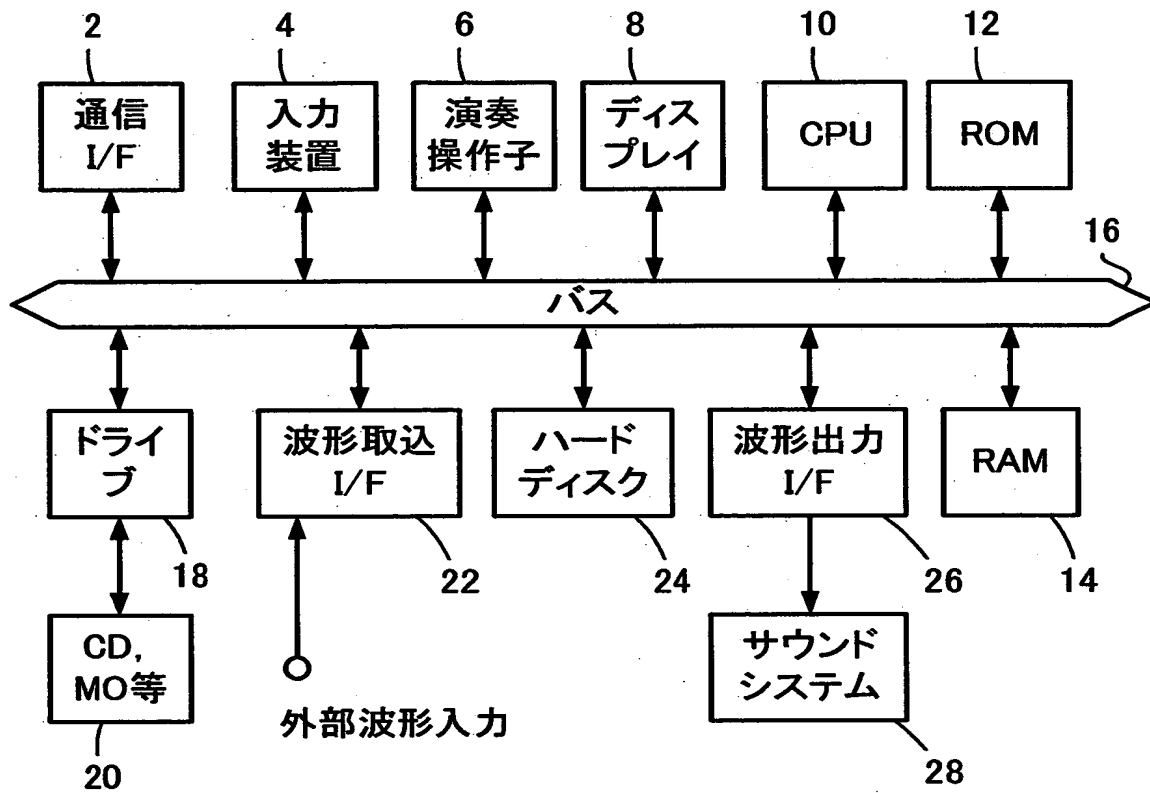 2
4
6
8
10
12
通信
I/F
入力
装置
演奏
操作子
ディス
プレイ
CPU
ROM
16
バス
ドライ
ブ
波形取込
I/F
ハード
ディスク
波形出力
I/F
RAM
18
22
24
26
14
CD,
MO等
外部波形入力
サウンド
システム
20
28